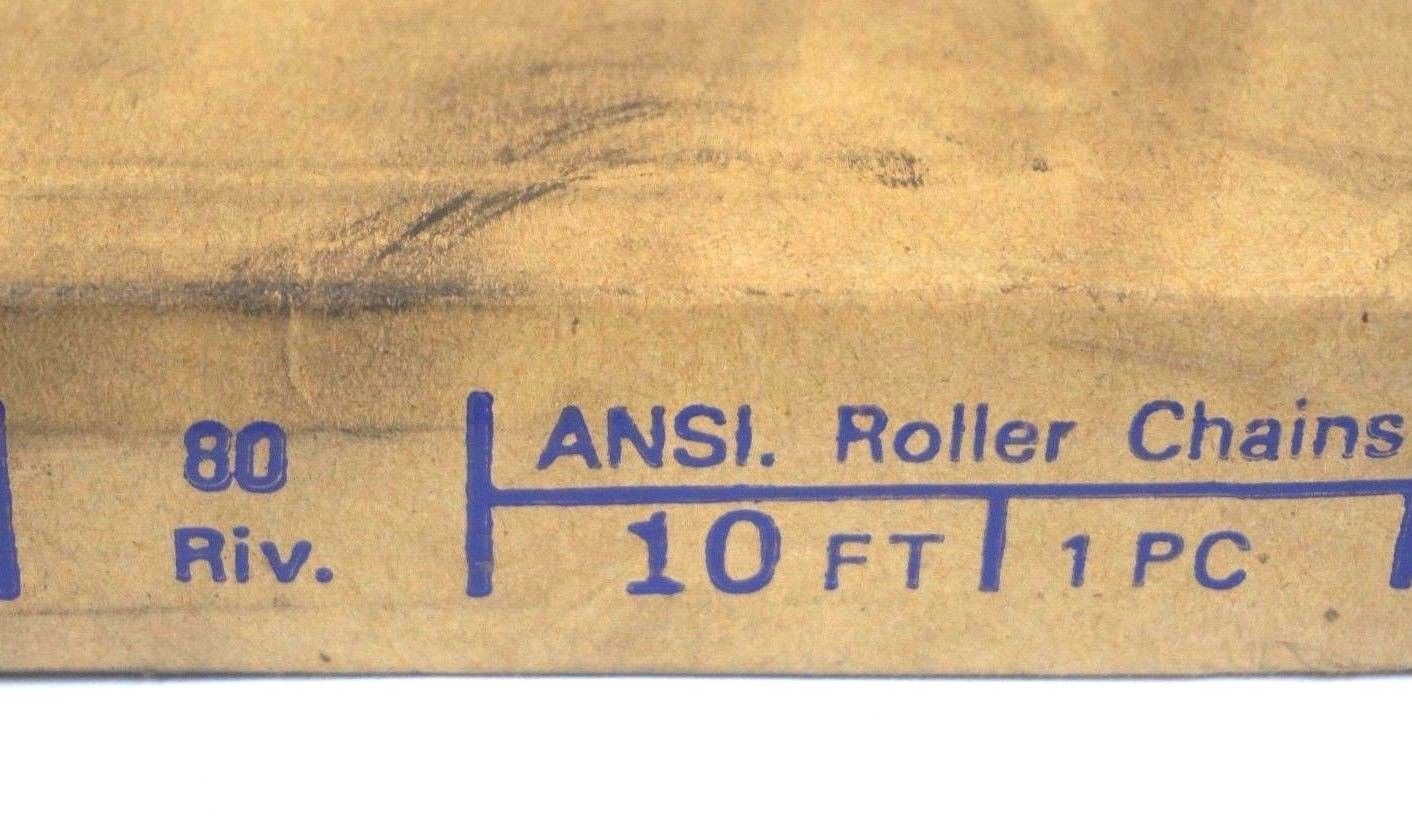 80
Riv.
ANSI. Roller Chains
10 FT 1 PC